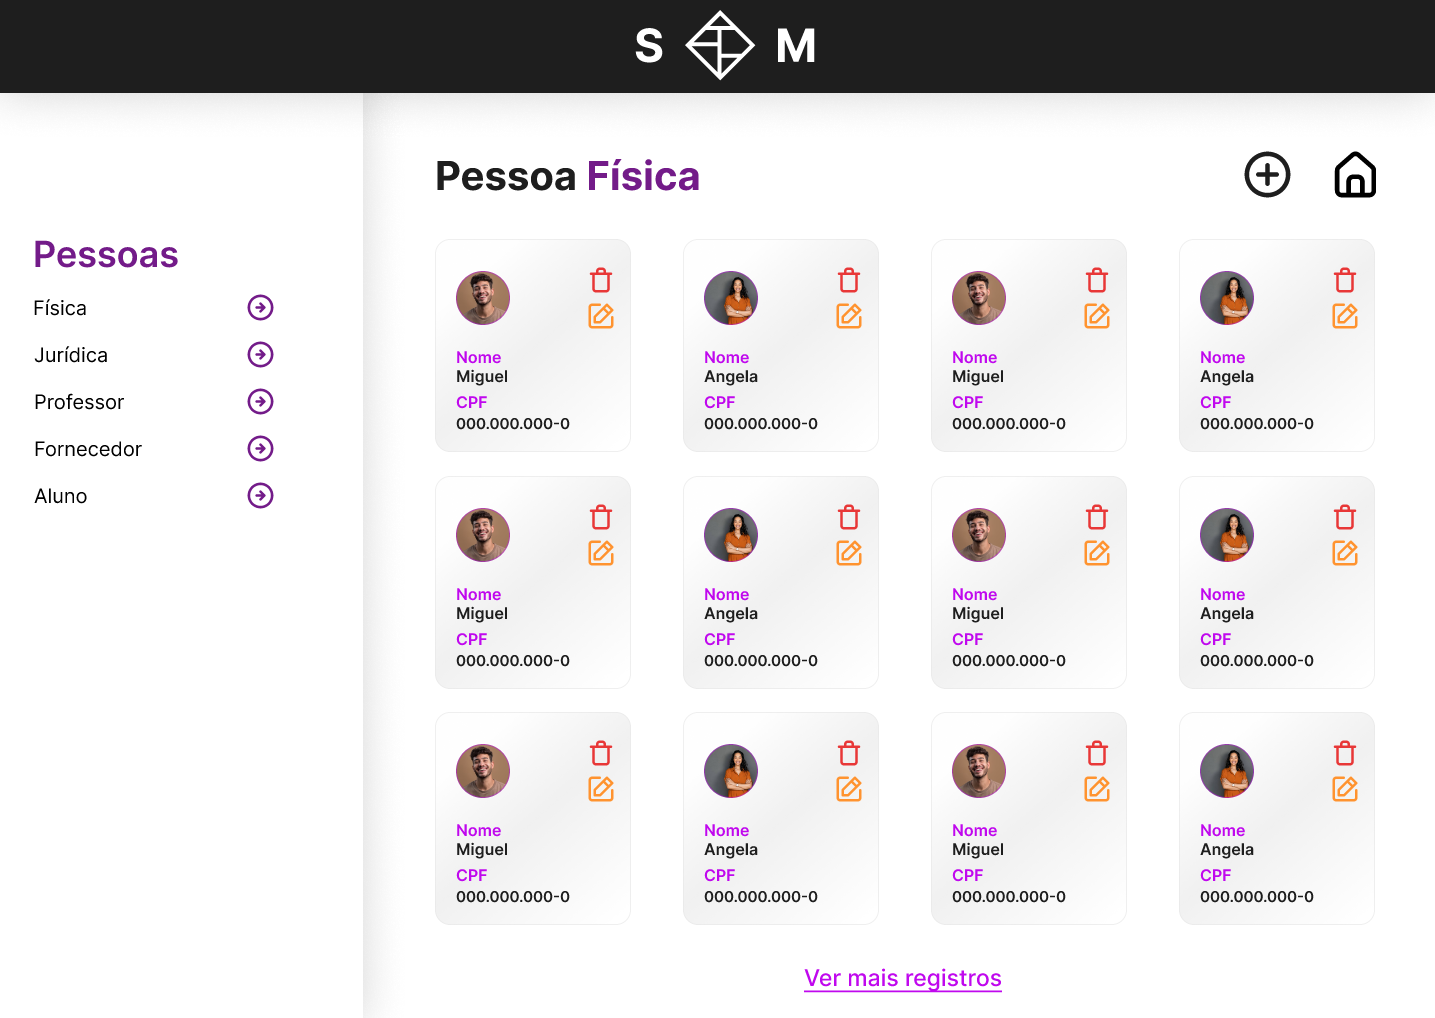 S M
Pessoas
Física
Jurídica
Professor
Fornecedor
Aluno
Pessoa Física
Nome
Miguel
CPF
000.000.000-0
Nome
Angela
CPF
000.000.000-0
Nome
Miguel
CPF
000.000.000-0
Nome
Angela
CPF
000.000.000-0
Nome
Miguel
CPF
000.000.000-0
Nome
Angela
CPF
000.000.000-0
Nome
Miguel
CPF
000.000.000-0
Nome
Angela
CPF
000.000.000-0
Nome
Miguel
CPF
000.000.000-0
Nome
Angela
CPF
000.000.000-0
Nome
Miguel
CPF
000.000.000-0
Nome
Angela
CPF
000.000.000-0
Ver mais registros